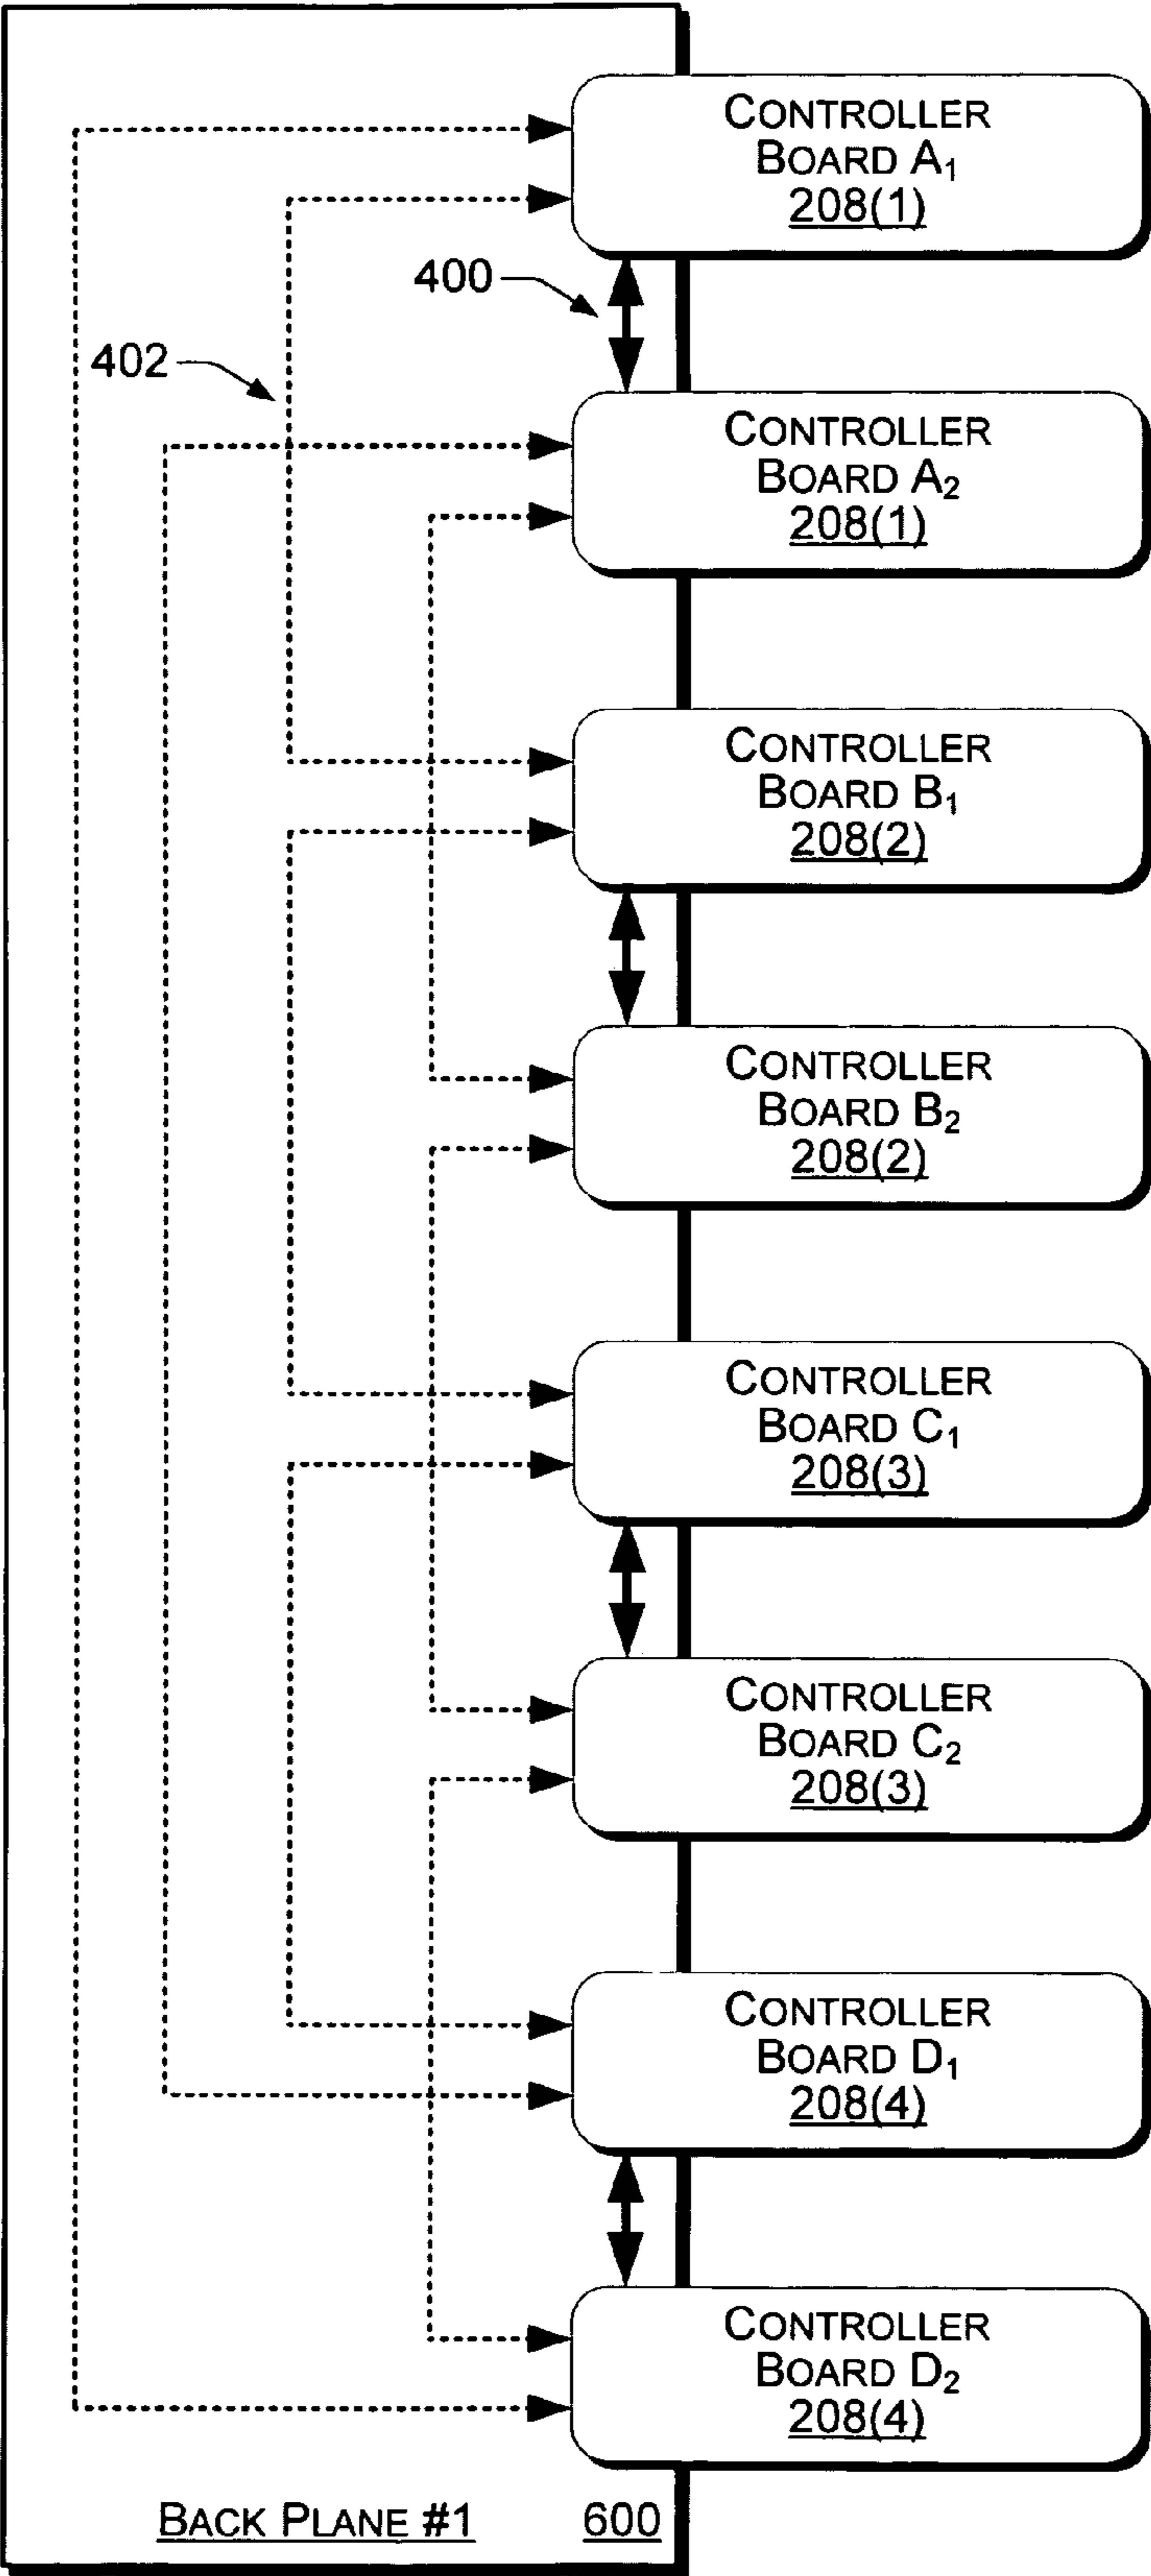 CONTROLLER
BOARD A₁
208(1)
400
402
CONTROLLER
BOARD A₂
208(1)
CONTROLLER
BOARD B₁
208(2)
CONTROLLER
BOARD B₂
208(2)
CONTROLLER
BOARD C₁
208(3)
CONTROLLER
BOARD C₂
208(3)
CONTROLLER
BOARD D₁
208(4)
CONTROLLER
BOARD D₂
208(4)
BACK PLANE #1 600